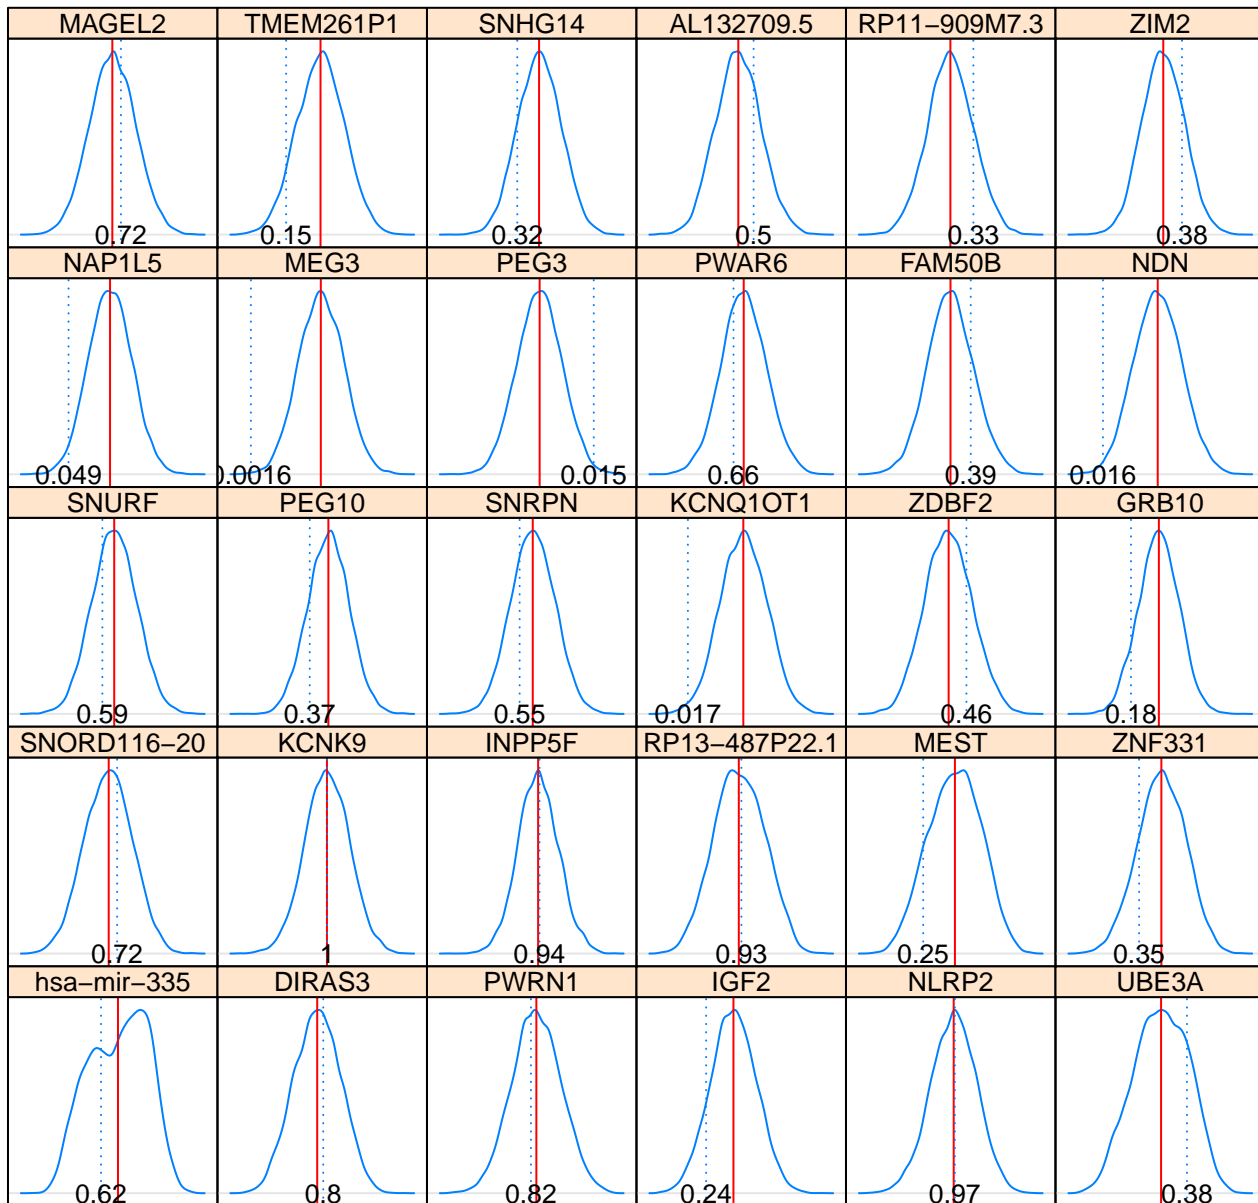 MAGEL2 TMEM261P1 SNHG14 AL132709.5 RP11−909M7.3 ZIM2
0.72 0.15 0.32 0.5 0.33 0.38
NAP1L5 MEG3 PEG3 PWAR6 FAM50B NDN
0.049 0.0016 0.015 0.66 0.39 0.016
SNURF PEG10 SNRPN KCNQ1OT1 ZDBF2 GRB10
0.59 0.37 0.55 0.017 0.46 0.18
SNORD116−20 KCNK9 INPP5F RP13−487P22.1 MEST ZNF331
0.72 1 0.94 0.93 0.25 0.35
hsa−mir−335 DIRAS3 PWRN1 IGF2 NLRP2 UBE3A
0.62 0.8 0.82 0.24 0.97 0.38